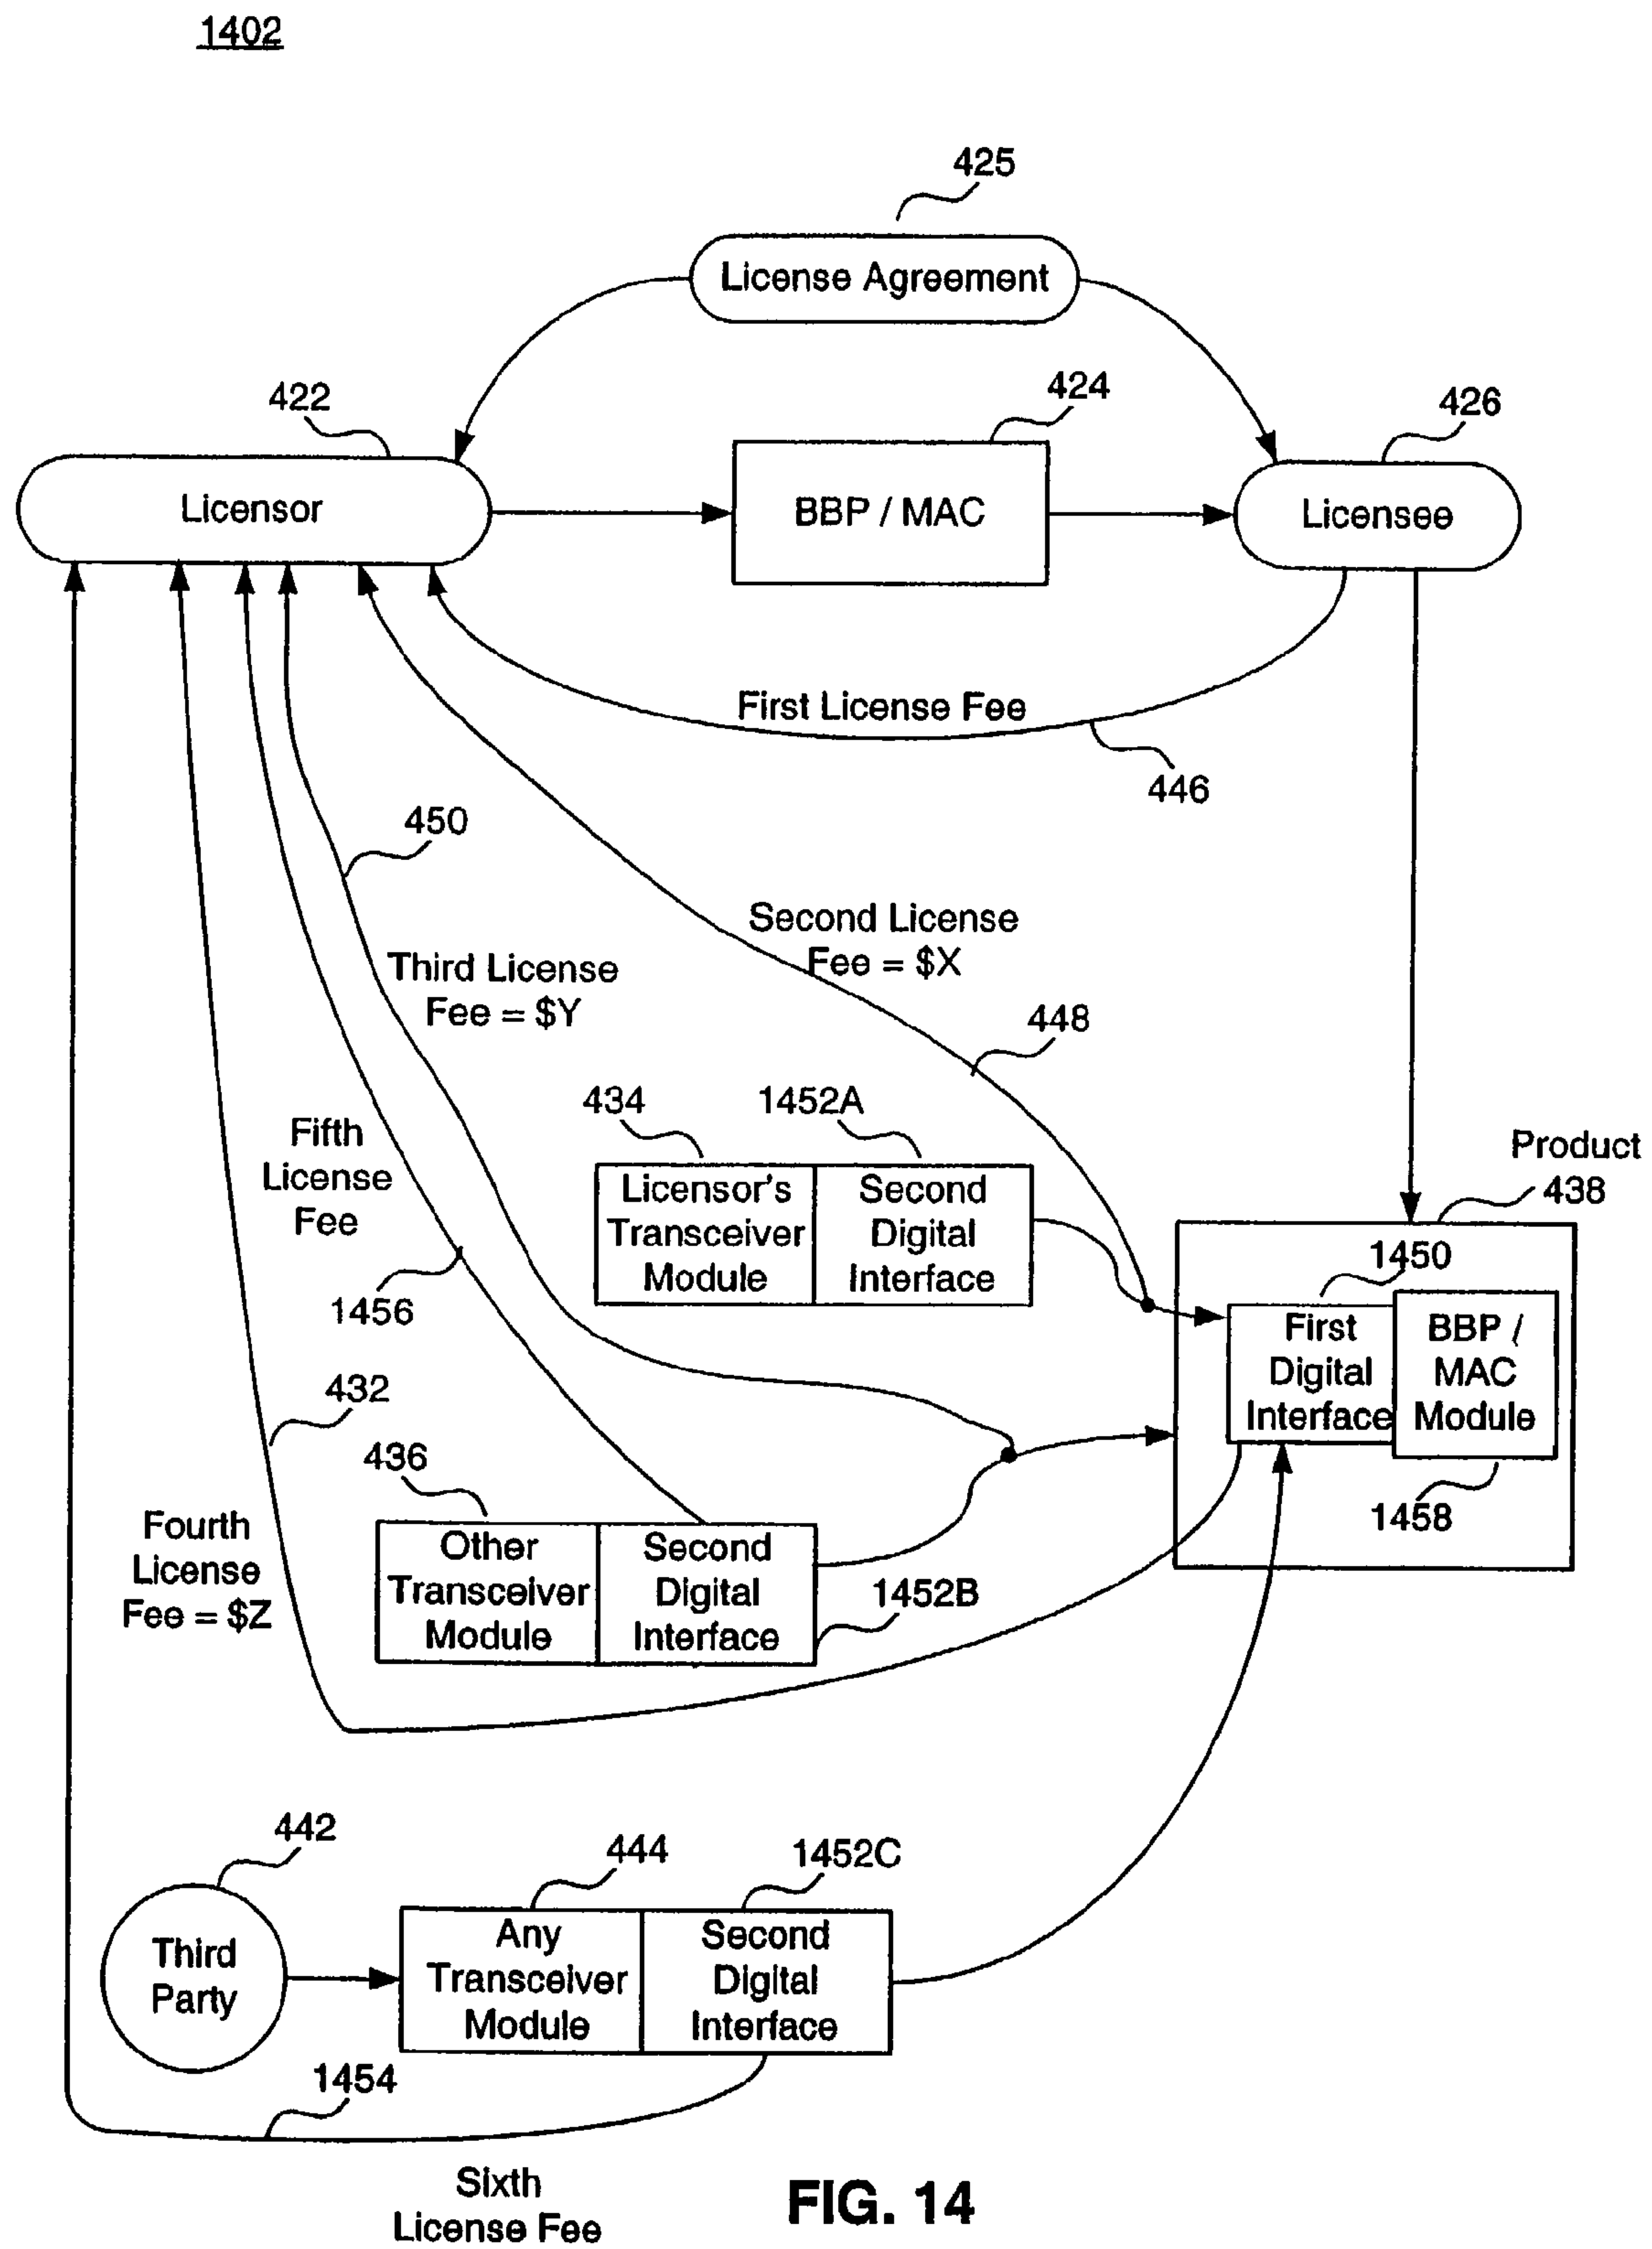 1402
425
License Agreement
422
424
426
Licensor
BBP / MAC
Licensee
First License Fee
446
450
Second License
Fee = $X
Third License
Fee = $Y
448
434
1452A
Fifth
License
Fee
Licensor's
Transceiver
Module
Second
Digital
Interface
Product
438
1450
1456
First
Digital
Interface
BBP /
MAC
Module
432
436
1458
Fourth
License
Fee = $Z
Other
Transceiver
Module
Second
Digital
Interface
1452B
442
444
1452C
Third
Party
Any
Transceiver
Module
Second
Digital
Interface
1454
Sixth
License Fee
FIG. 14